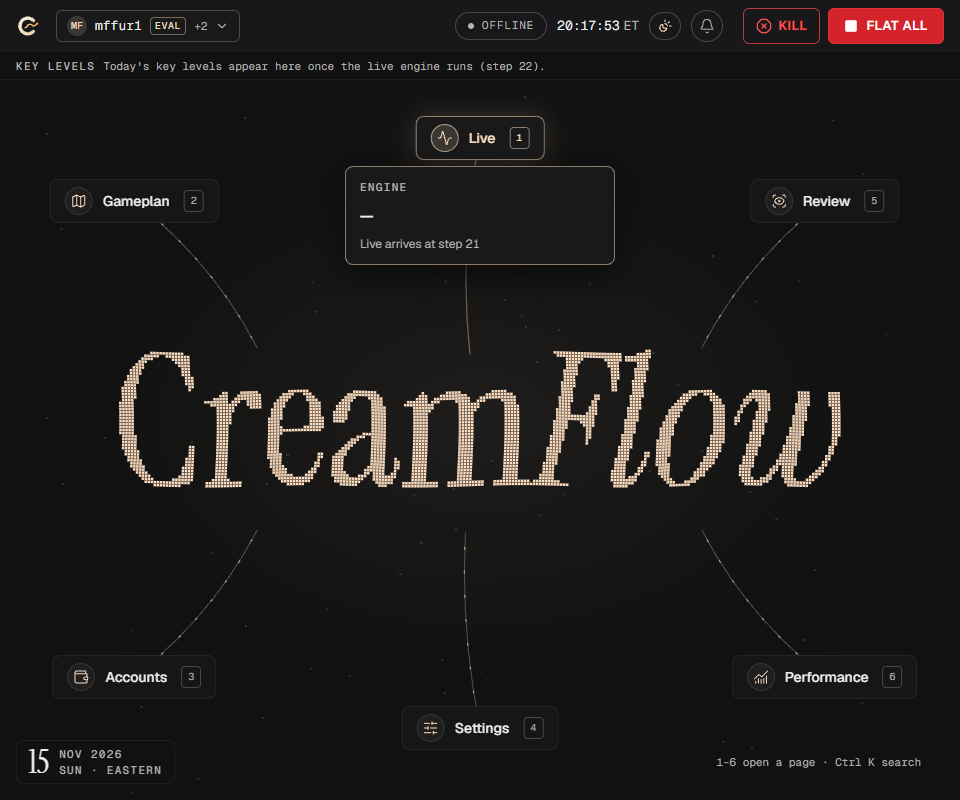 MF mffur1 EVAL +2
OFFLINE 20:17:53 ET KILL FLAT ALL
KEY LEVELS Today's key levels appear here once the live engine runs (step 22).
Live 1
ENGINE
—
Live arrives at step 21
Gameplan 2
Review 5
CreamFlow
Accounts 3
Performance 6
Settings 4
15 NOV 2026
SUN · EASTERN
1–6 open a page · Ctrl K search